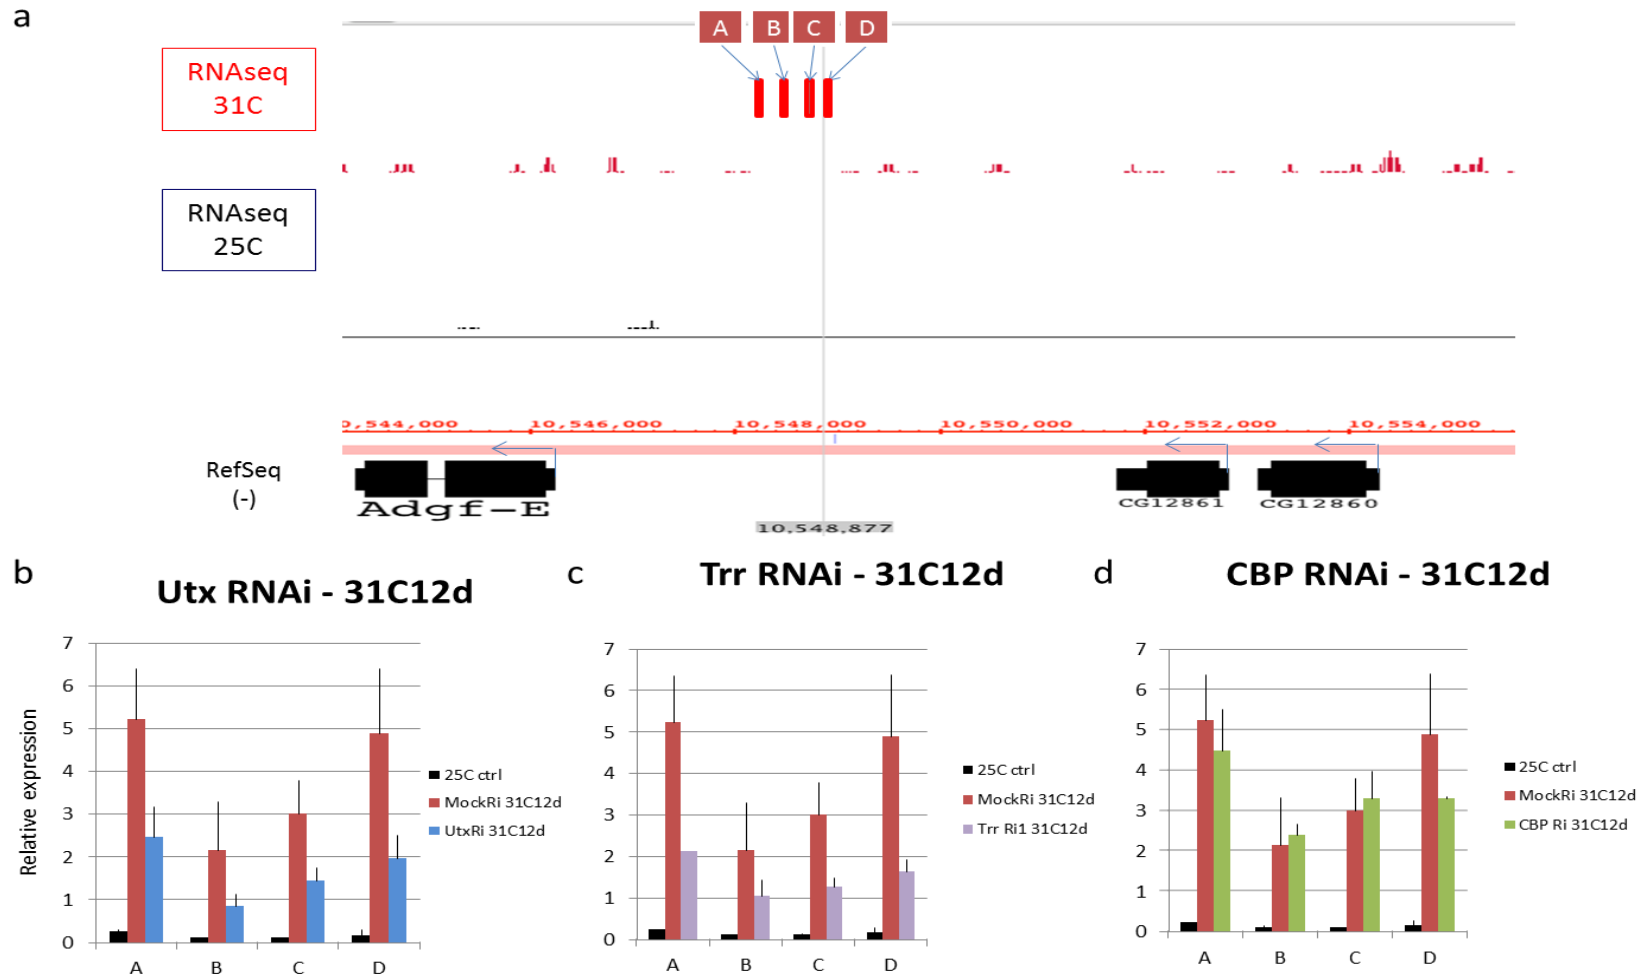 a
A B C D
RNAseq
31C
RNAseq
25C
0,544,000 10,546,000 10,548,000 10,550,000 10,552,000 10,554,000
RefSeq
(-)
Adgf-E
CG12861
CG12860
10,548,877
b
Utx RNAi - 31C12d
Relative expression
7
6
5
4
3
2
1
0
A B C D
25C ctrl
MockRi 31C12d
UtxRi 31C12d
c
Trr RNAi - 31C12d
7
6
5
4
3
2
1
0
A B C D
25C ctrl
MockRi 31C12d
Trr Ri1 31C12d
d
CBP RNAi - 31C12d
7
6
5
4
3
2
1
0
A B C D
25C ctrl
MockRi 31C12d
CBP Ri 31C12d